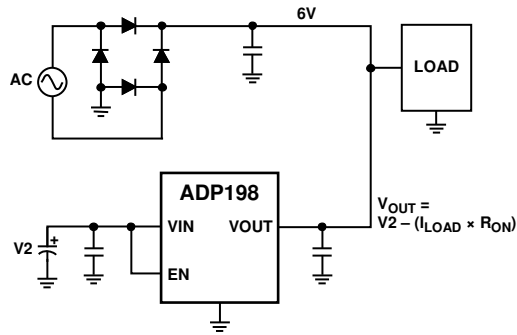 6V
AC
LOAD
ADP198
VIN
VOUT
EN
V2
+
VOUT =
V2 – (ILOAD × RON)